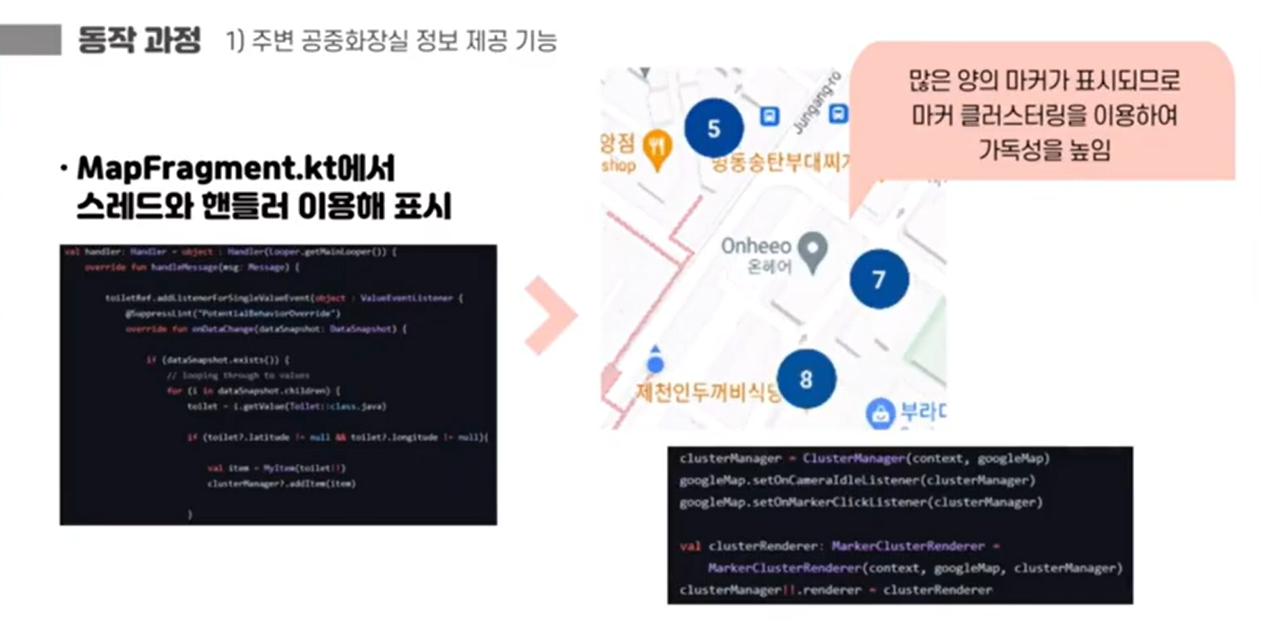 동작 과정 1) 주변 공중화장실 정보 제공 기능
· MapFragment.kt에서
스레드와 핸들러 이용해 표시
val handler: Handler = object : Handler(Looper.getMainLooper()) {
override fun handleMessage(msg: Message) {
toiletRef.addListenerForSingleValueEvent(object : ValueEventListener {
@SuppressLint("PotentialBehaviorOverride")
override fun onDataChange(dataSnapshot: DataSnapshot) {
if (dataSnapshot.exists()) {
// looping through to values
for (i in dataSnapshot.children) {
toilet = i.getValue(Toilet::class.java)
if (toilet?.latitude != null && toilet?.longitude != null){
val item = MyItem(toilet!!)
clusterManager?.addItem(item)
}
많은 양의 마커가 표시되므로
마커 클러스터링을 이용하여
가독성을 높임
5
Jungang-ro
앙점
shop
명동송탄부대찌
Onheeo
온헤어
7
8
제천인두꺼비식당
부라
clusterManager = ClusterManager(context, googleMap)
googleMap.setOnCameraIdleListener(clusterManager)
googleMap.setOnMarkerClickListener(clusterManager)
val clusterRenderer: MarkerClusterRenderer =
MarkerClusterRenderer(context, googleMap, clusterManager)
clusterManager!!.renderer = clusterRenderer